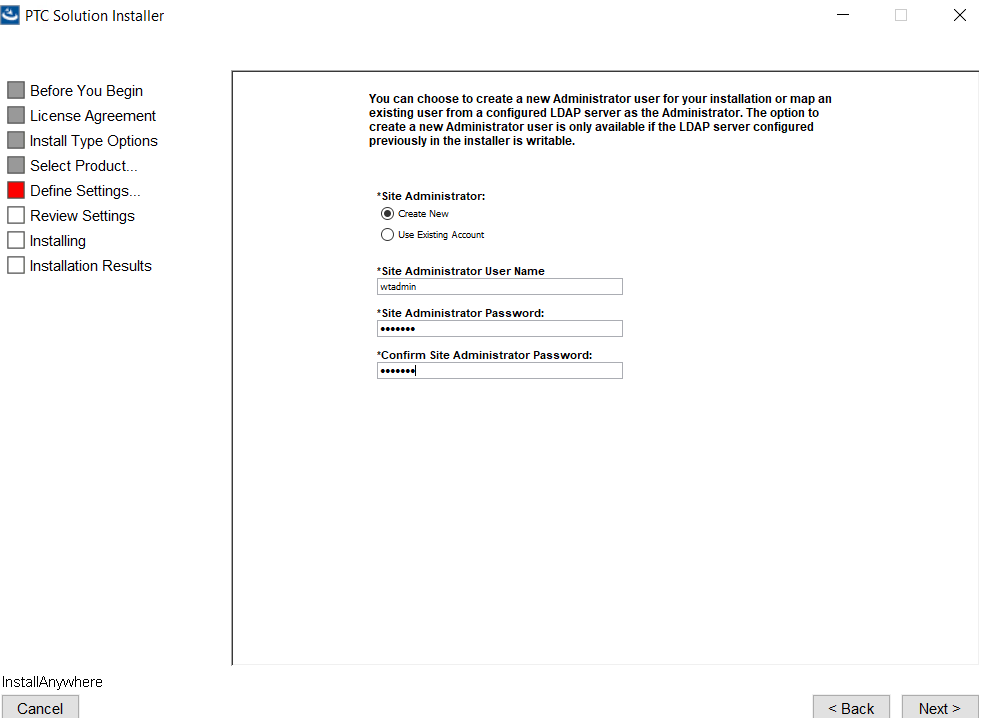 PTC Solution Installer
Before You Begin
License Agreement
Install Type Options
Select Product...
Define Settings...
Review Settings
Installing
Installation Results
You can choose to create a new Administrator user for your installation or map an
existing user from a configured LDAP server as the Administrator. The option to
create a new Administrator user is only available if the LDAP server configured
previously in the installer is writable.
*Site Administrator:
Create New
Use Existing Account
*Site Administrator User Name
wtadmin
*Site Administrator Password:
•••••••
*Confirm Site Administrator Password:
•••••••
InstallAnywhere
Cancel
< Back
Next >